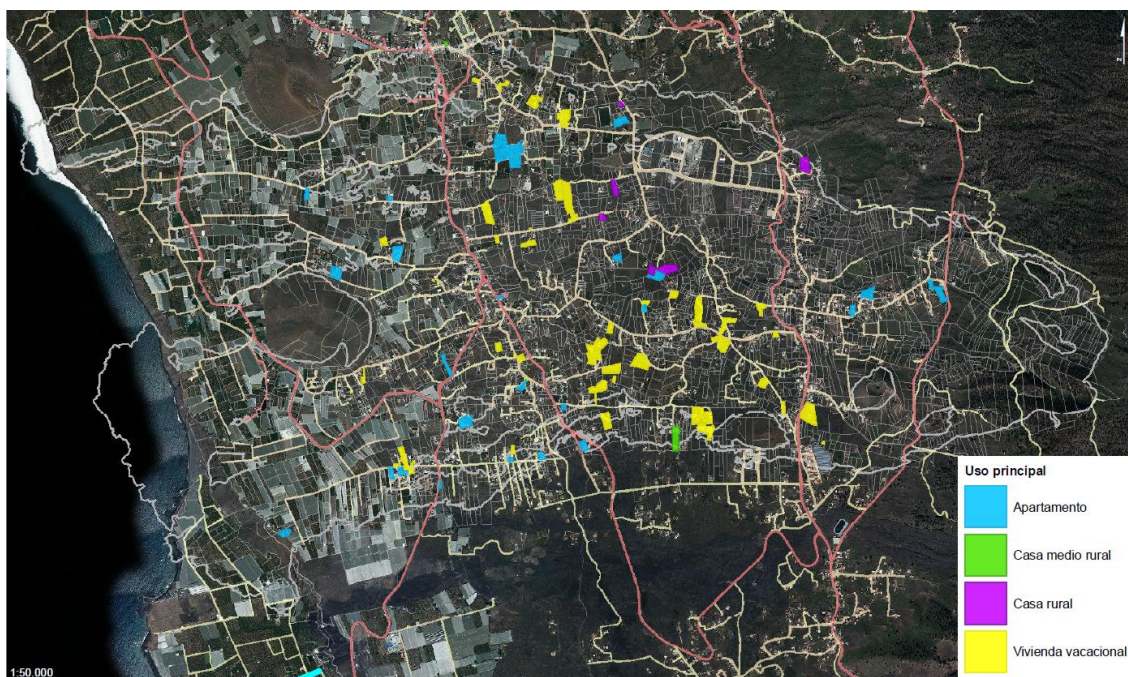 Uso principal
Apartamento
Casa medio rural
Casa rural
Vivienda vacacional
1:50.000